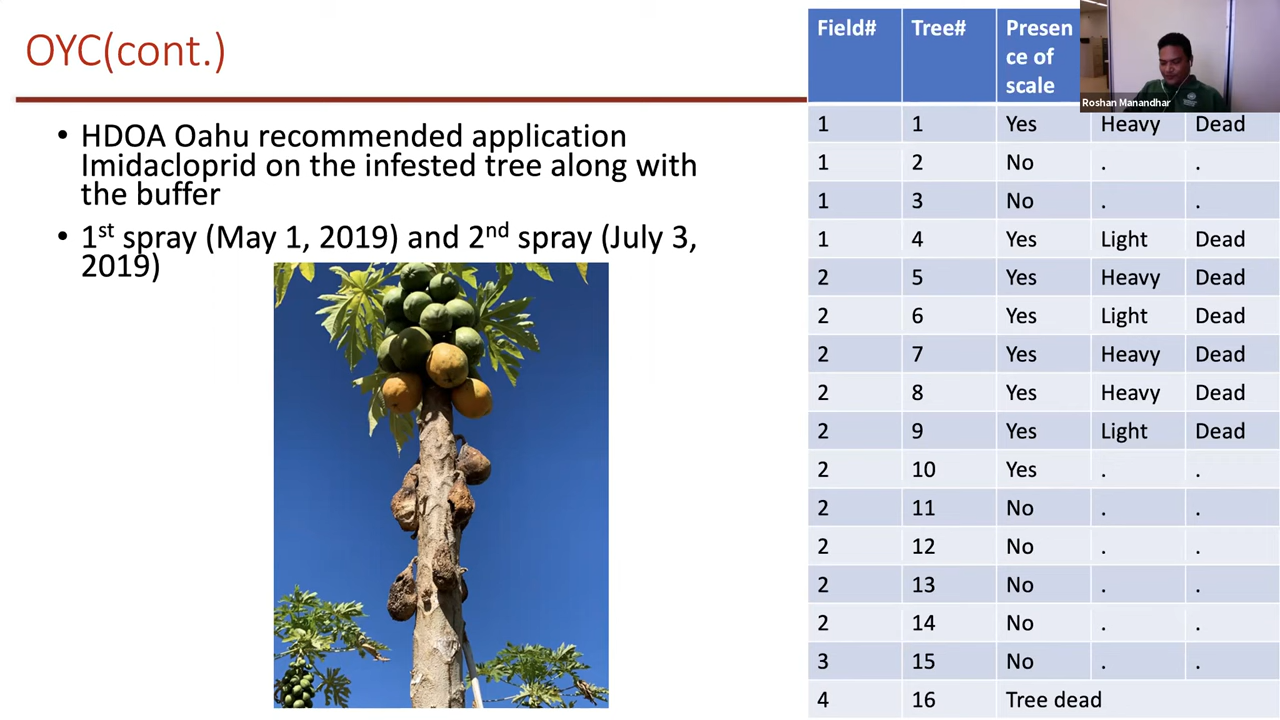 OYC(cont.)
• HDOA Oahu recommended application
Imidacloprid on the infested tree along with
the buffer
• 1st spray (May 1, 2019) and 2nd spray (July 3,
2019)
Field# Tree# Presen
ce of
scale
Roshan Manandhar
1 1 Yes Heavy Dead
1 2 No . .
1 3 No . .
1 4 Yes Light Dead
2 5 Yes Heavy Dead
2 6 Yes Light Dead
2 7 Yes Heavy Dead
2 8 Yes Heavy Dead
2 9 Yes Light Dead
2 10 Yes . .
2 11 No . .
2 12 No . .
2 13 No . .
2 14 No . .
3 15 No . .
4 16 Tree dead